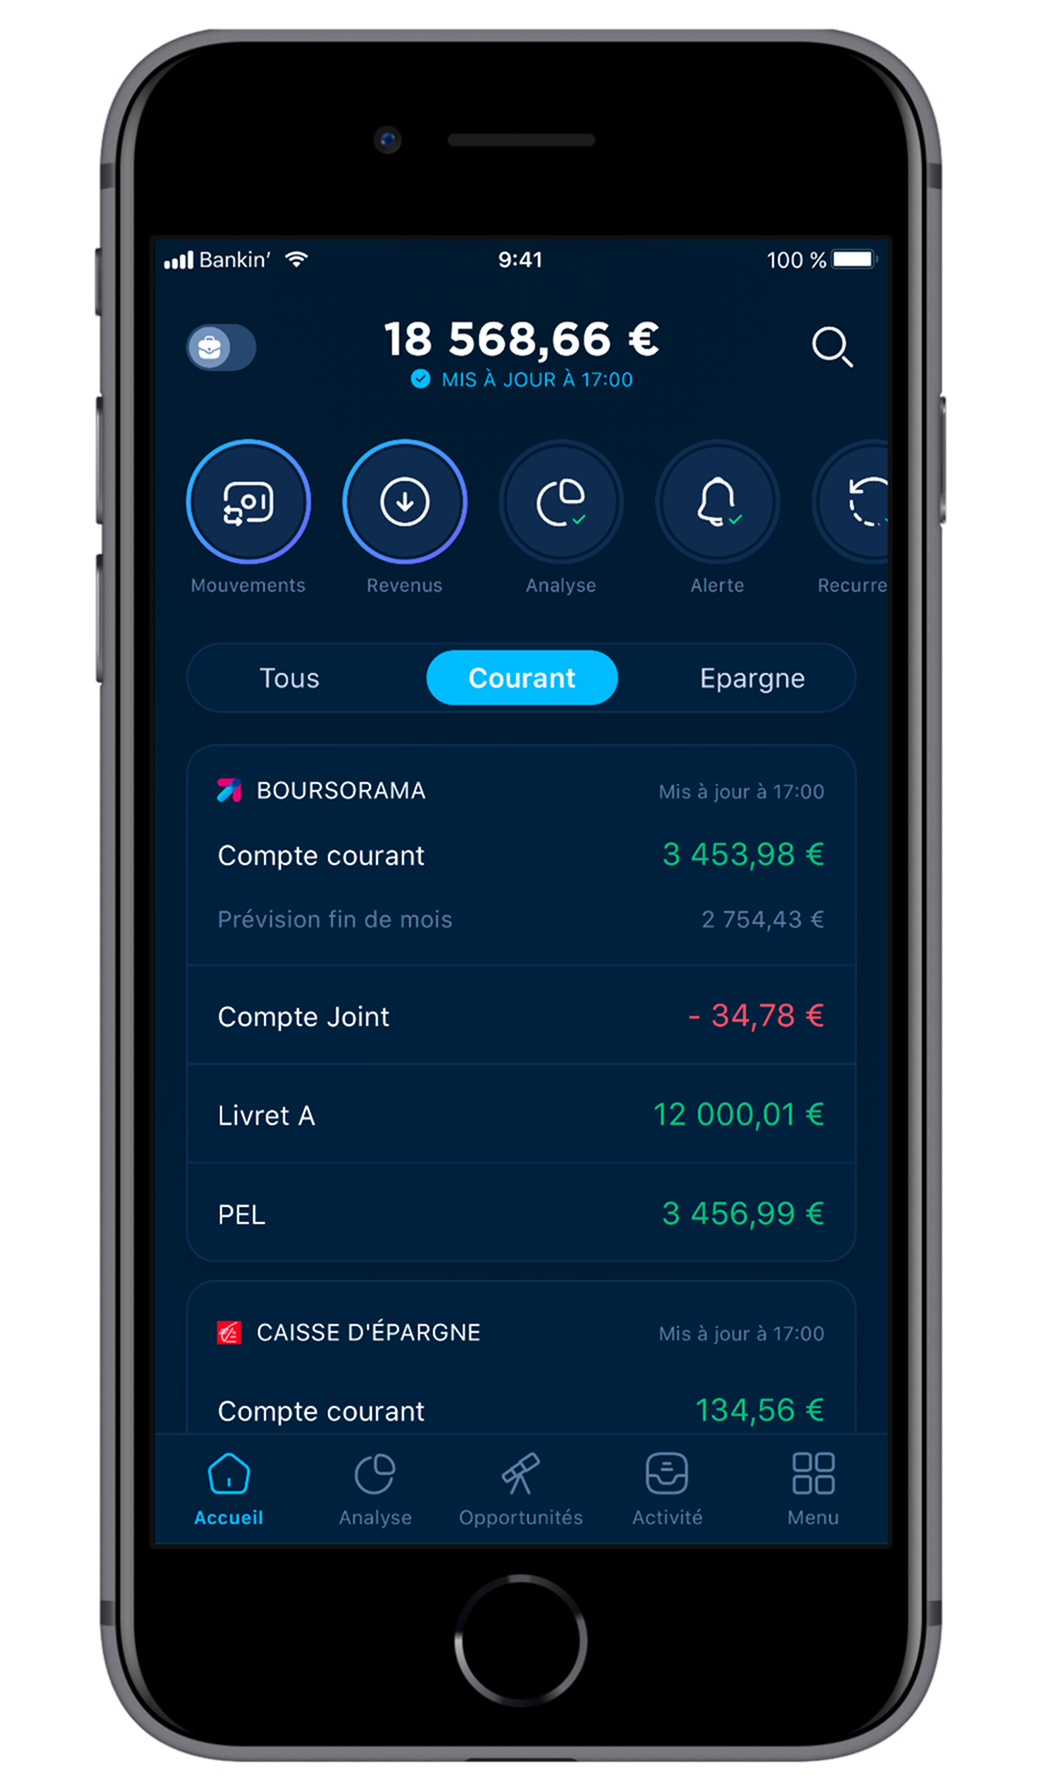 Bankin’ 9:41 100 %
18 568,66 €
MIS À JOUR À 17:00
Mouvements Revenus Analyse Alerte Recurre
Tous Courant Epargne
BOURSORAMA Mis à jour à 17:00
Compte courant 3 453,98 €
Prévision fin de mois 2 754,43 €
Compte Joint - 34,78 €
Livret A 12 000,01 €
PEL 3 456,99 €
CAISSE D'ÉPARGNE Mis à jour à 17:00
Compte courant 134,56 €
Accueil Analyse Opportunités Activité Menu